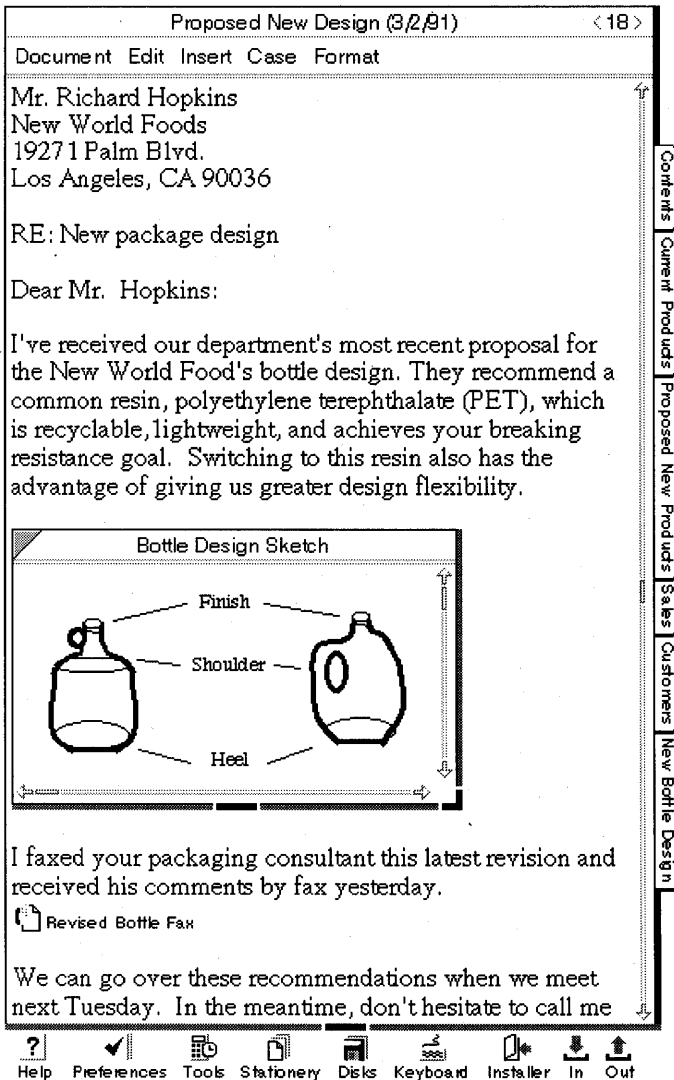 Proposed New Design (3/2/91)
< 18 >
Document Edit Insert Case Format
Mr. Richard Hopkins
New World Foods
19271 Palm Blvd.
Los Angeles, CA 90036
RE: New package design
Dear Mr. Hopkins:
I've received our department's most recent proposal for
the New World Food's bottle design. They recommend a
common resin, polyethylene terephthalate (PET), which
is recyclable, lightweight, and achieves your breaking
resistance goal. Switching to this resin also has the
advantage of giving us greater design flexibility.
Bottle Design Sketch
Finish
Shoulder
Heel
I faxed your packaging consultant this latest revision and
received his comments by fax yesterday.
Revised Bottle Fax
We can go over these recommendations when we meet
next Tuesday. In the meantime, don't hesitate to call me
Contents
Current Products
Proposed New Products
Sales
Customers
New Bottle Design
? 
Help Preferences Tools Stationery Disks Keyboard Installer In Out